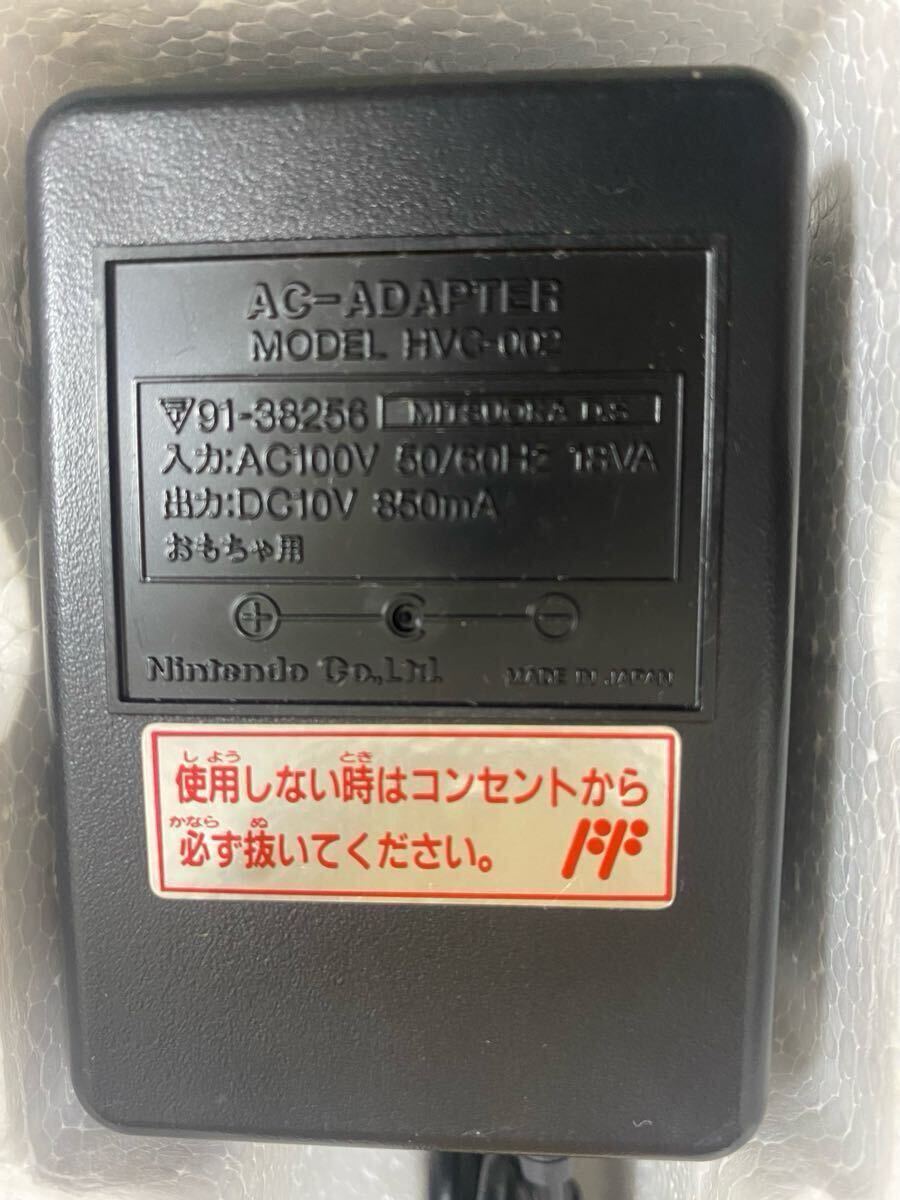 AC-ADAPTER
MODEL HVC-002
91-38256 MITSUOKA D.S
入力:AC100V 50/60Hz 18VA
出力:DC10V 850mA
おもちゃ用
+ −
Nintendo Co.,Ltd. MADE IN JAPAN
しよう とき
使用しない時はコンセントから
かなら ぬ
必ず抜いてください。